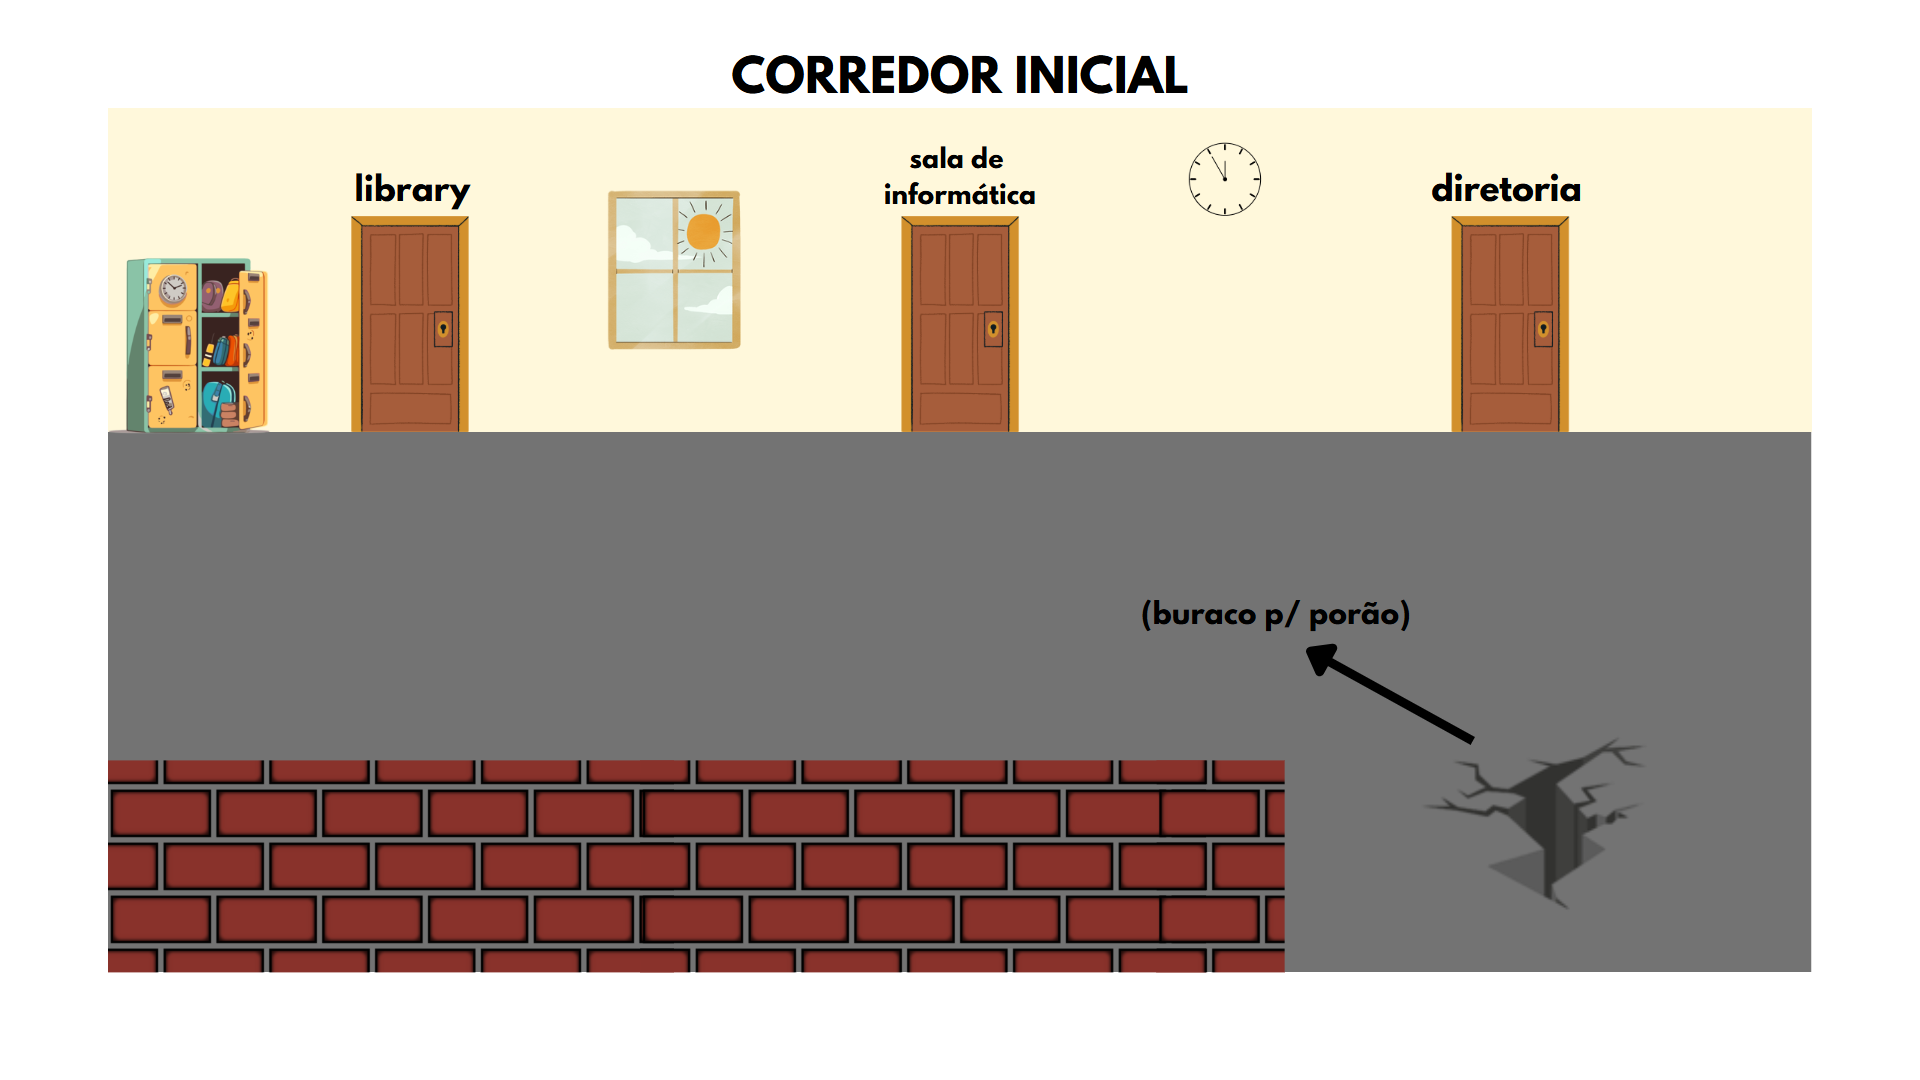 CORREDOR INICIAL
library
sala de
informática
diretoria
(buraco p/ porão)